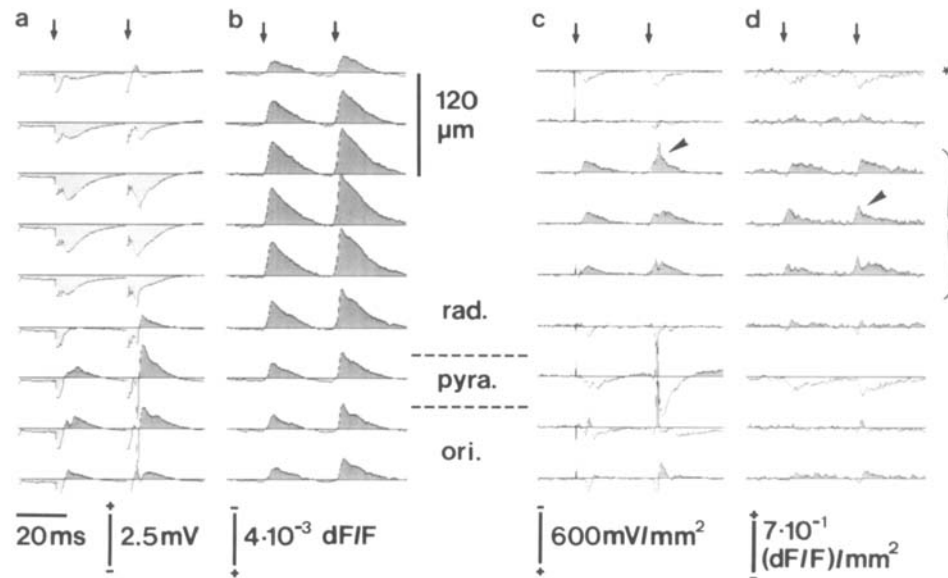 a
b
c
d
*
120
μm
rad.
pyra.
ori.
20ms
+
2.5mV
-
-
4·10⁻³ dF/F
+
-
600mV/mm²
+
+
7·10⁻¹
(dF/F)/mm²
-